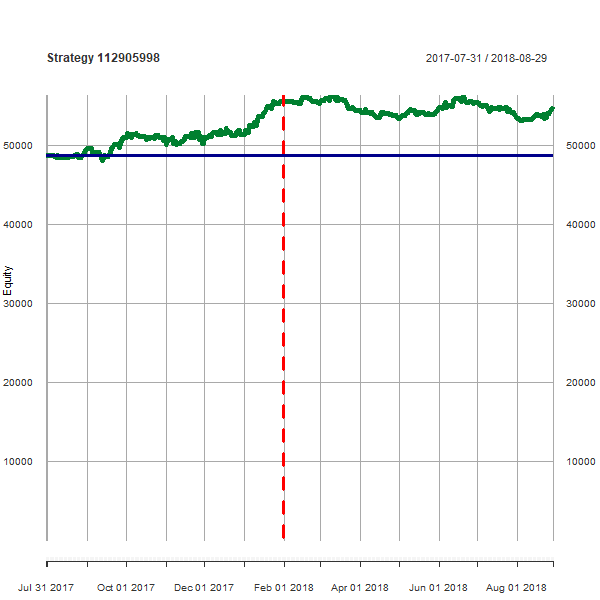 Strategy 112905998
2017-07-31 / 2018-08-29
50000
50000
40000
40000
Equity
30000
30000
20000
20000
10000
10000
Jul 31 2017
Oct 01 2017
Dec 01 2017
Feb 01 2018
Apr 01 2018
Jun 01 2018
Aug 01 2018